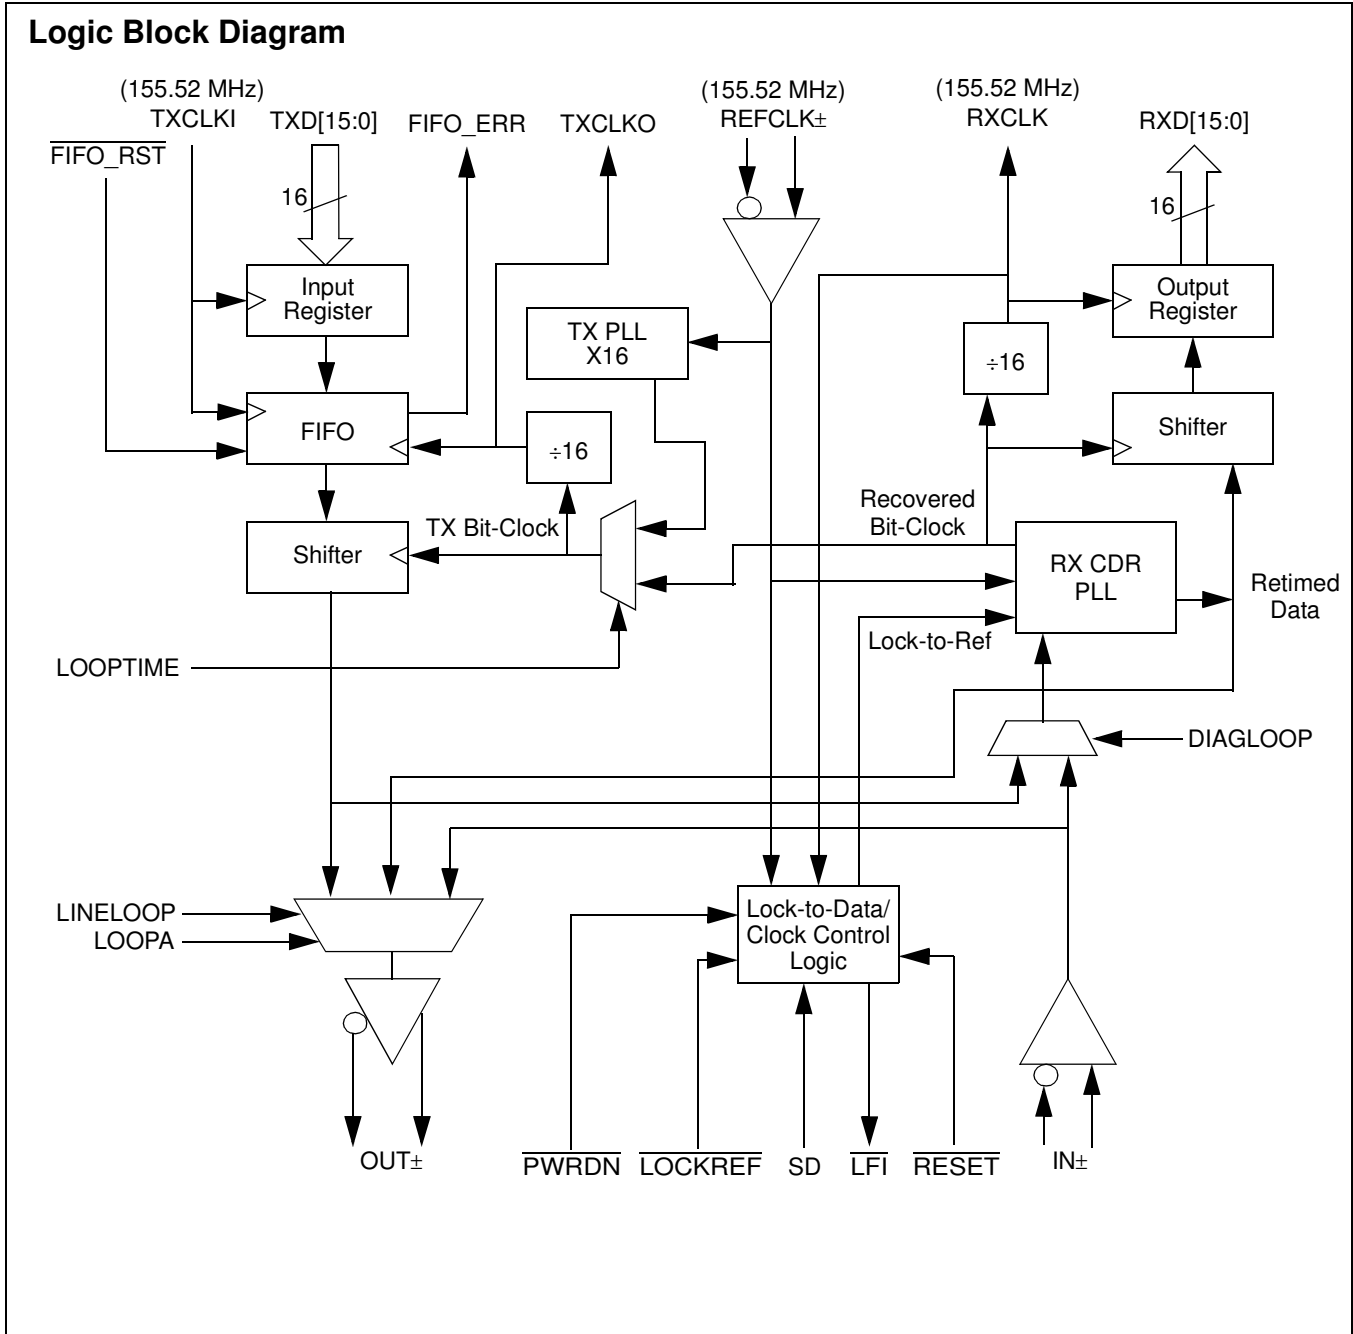 Logic Block Diagram
(155.52 MHz)
TXCLKI
TXD[15:0]
FIFO_ERR
TXCLKO
(155.52 MHz)
REFCLK±
(155.52 MHz)
RXCLK
RXD[15:0]
FIFO_RST
16
16
Input
Register
Output
Register
TX PLL
X16
÷16
FIFO
÷16
Shifter
Recovered
Bit-Clock
TX Bit-Clock
Shifter
RX CDR
PLL
Retimed
Data
Lock-to-Ref
LOOPTIME
DIAGLOOP
LINELOOP
LOOPA
Lock-to-Data/
Clock Control
Logic
OUT±
PWRDN
LOCKREF
SD
LFI
RESET
IN±